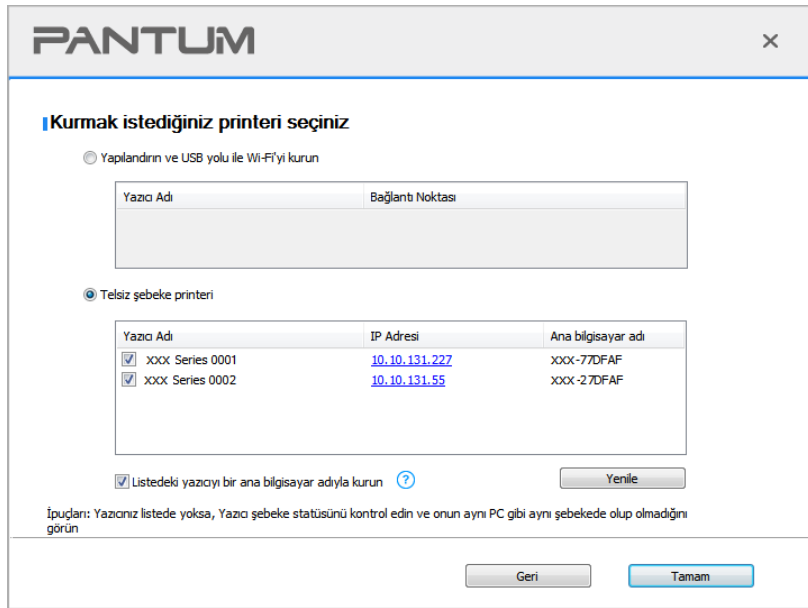 PANTUM
Kurmak istediğiniz printeri seçiniz
Yapılandırın ve USB yolu ile Wi-Fi'yi kurun
Yazıcı Adı Bağlantı Noktası
Telsiz şebeke printeri
Yazıcı Adı IP Adresi Ana bilgisayar adı
XXX Series 0001 10.10.131.227 XXX-77DFAF
XXX Series 0002 10.10.131.55 XXX-27DFAF
Listedeki yazıcıyı bir ana bilgisayar adıyla kurun ? Yenile
İpuçları: Yazıcınız listede yoksa, Yazıcı şebeke statüsünü kontrol edin ve onun aynı PC gibi aynı şebekede olup olmadığını
görün
Geri Tamam